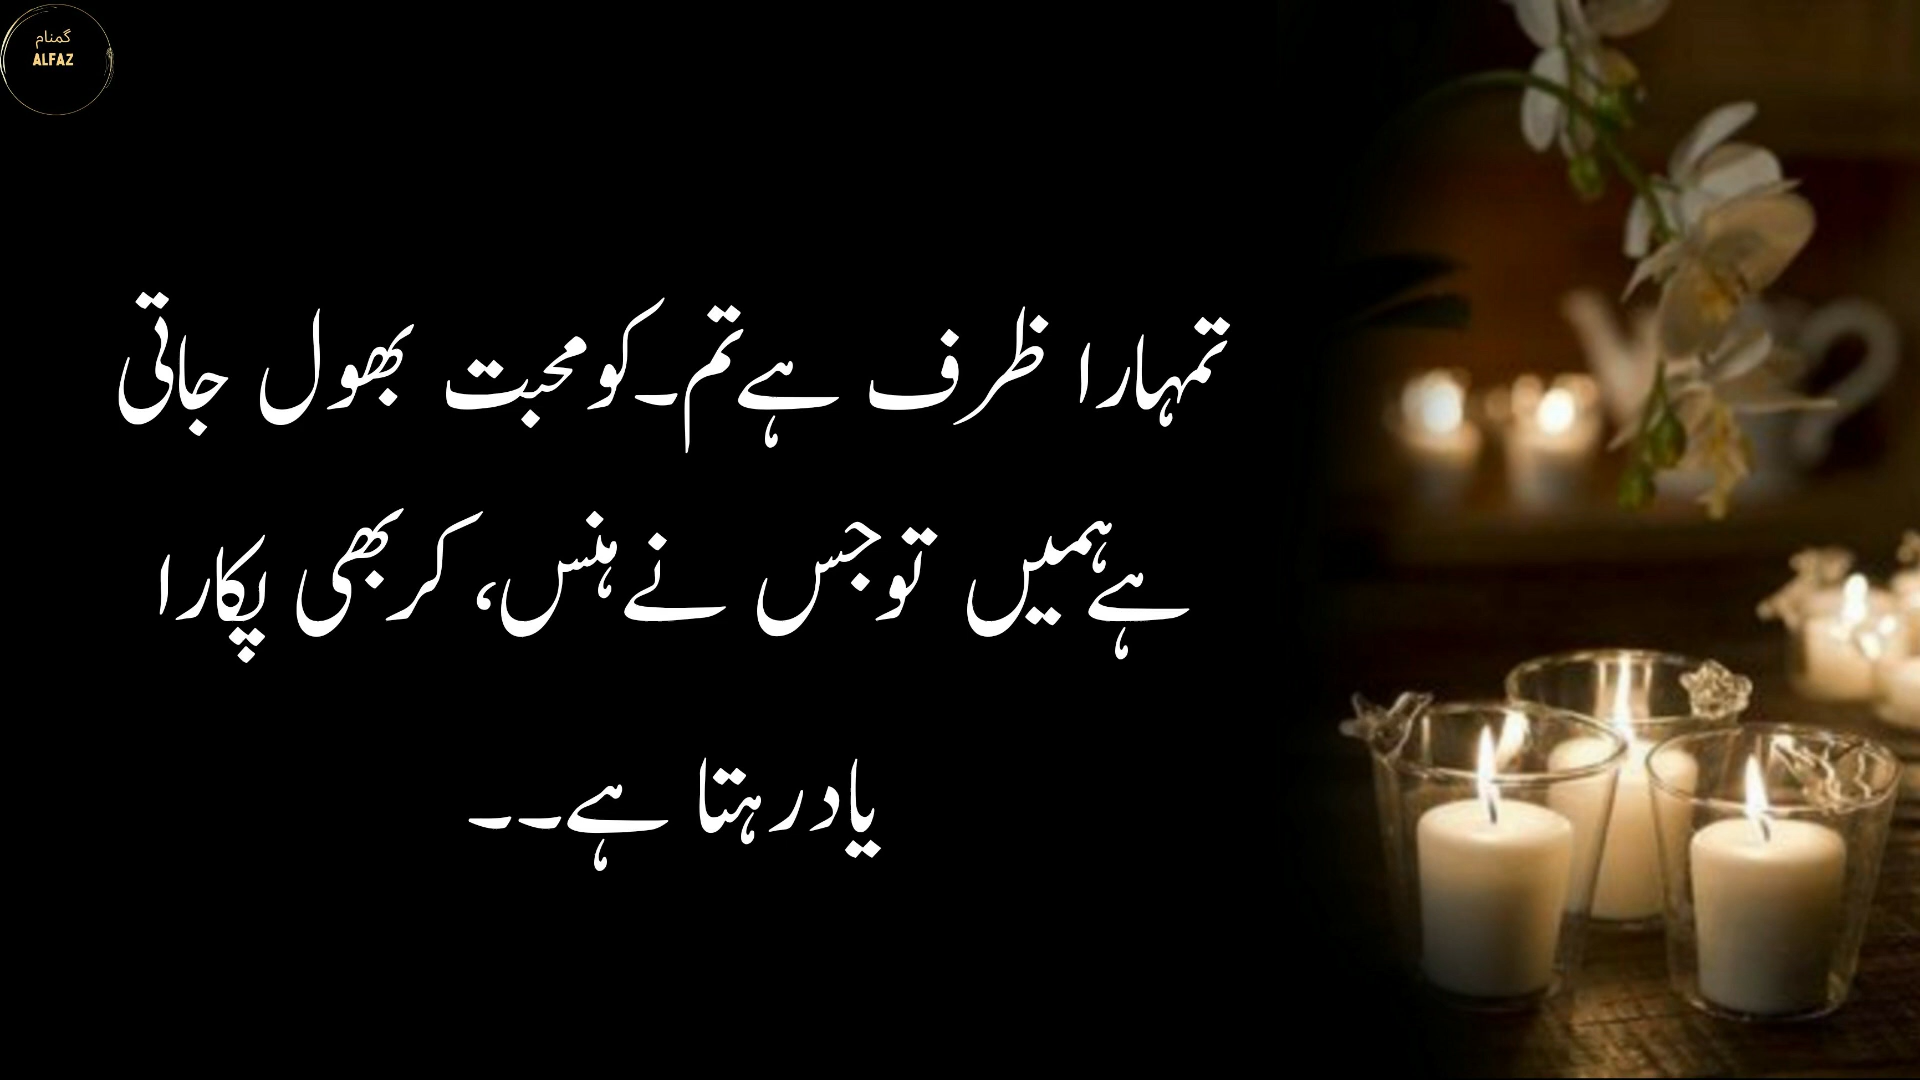 گمنام
ALFAZ
تمہارا ظرف ہے تم۔کو محبت بھول جاتی
ہے ہمیں تو جس نے ہنس، کر بھی پکارا
یاد رہتا ہے۔۔